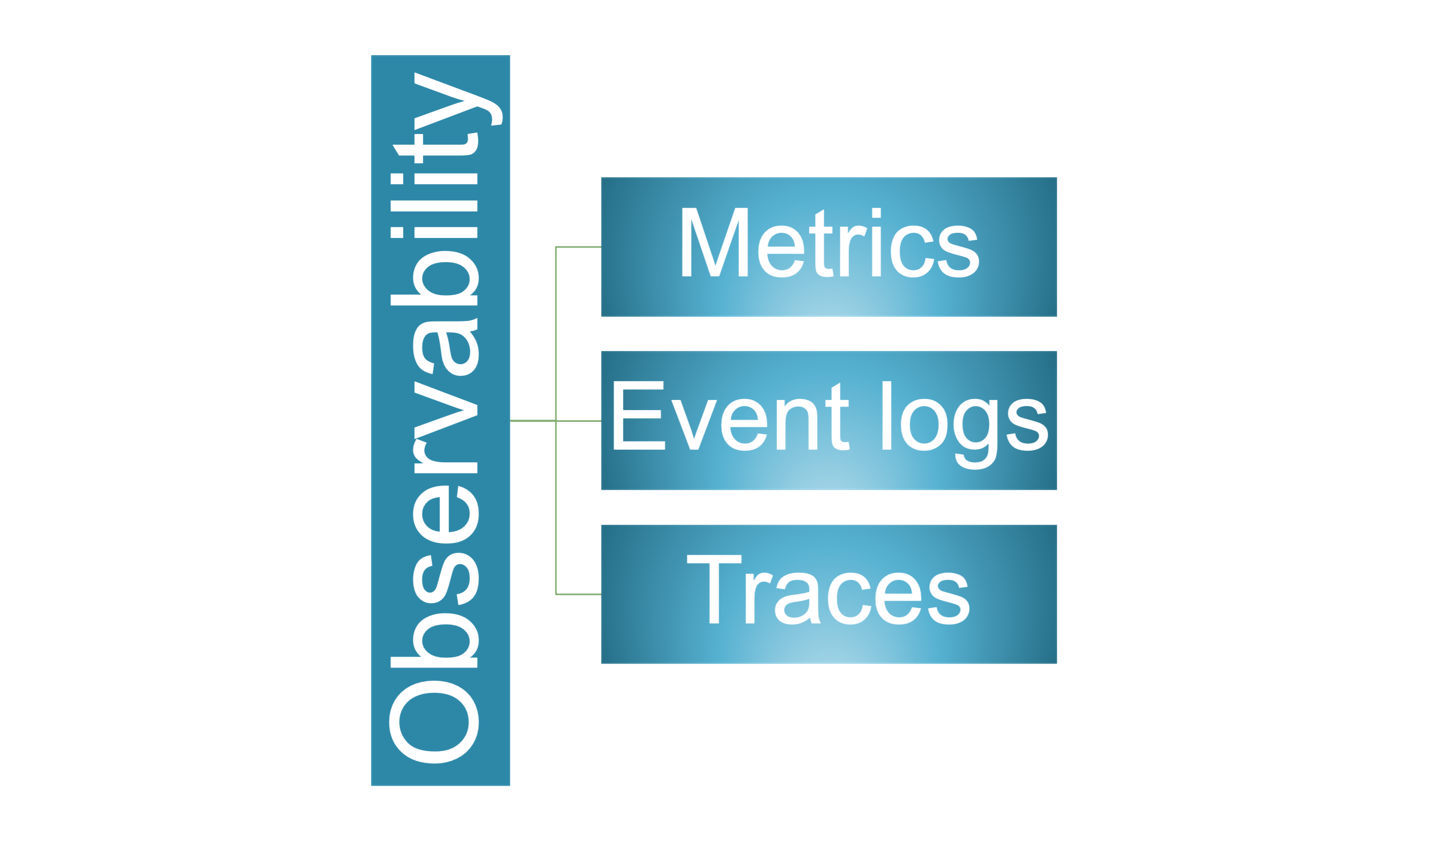 Observability
Metrics
Event logs
Traces